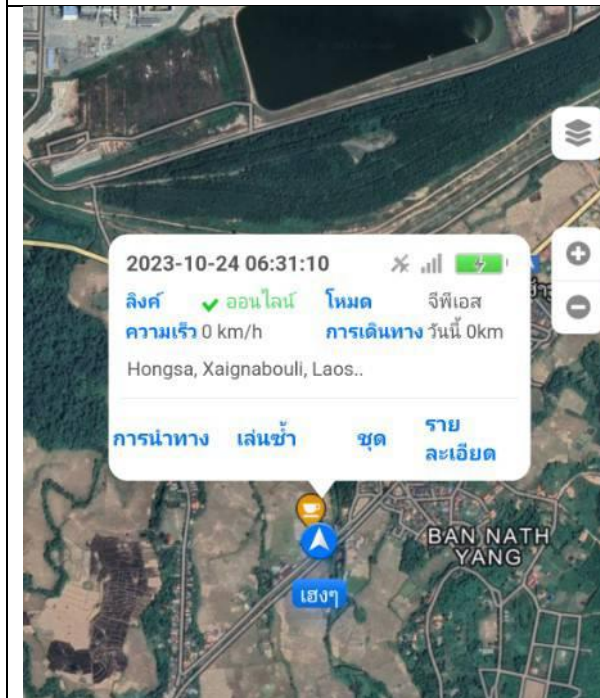 2023-10-24 06:31:10
ลิงค์ ออนไลน์ โหมด จีพีเอส
ความเร็ว 0 km/h การเดินทาง วันนี้ 0km
Hongsa, Xaignabouli, Laos..
การนำทาง เล่นซ้ำ ชุด ราย
ละเอียด
BAN NATH
YANG
เฮงๆ